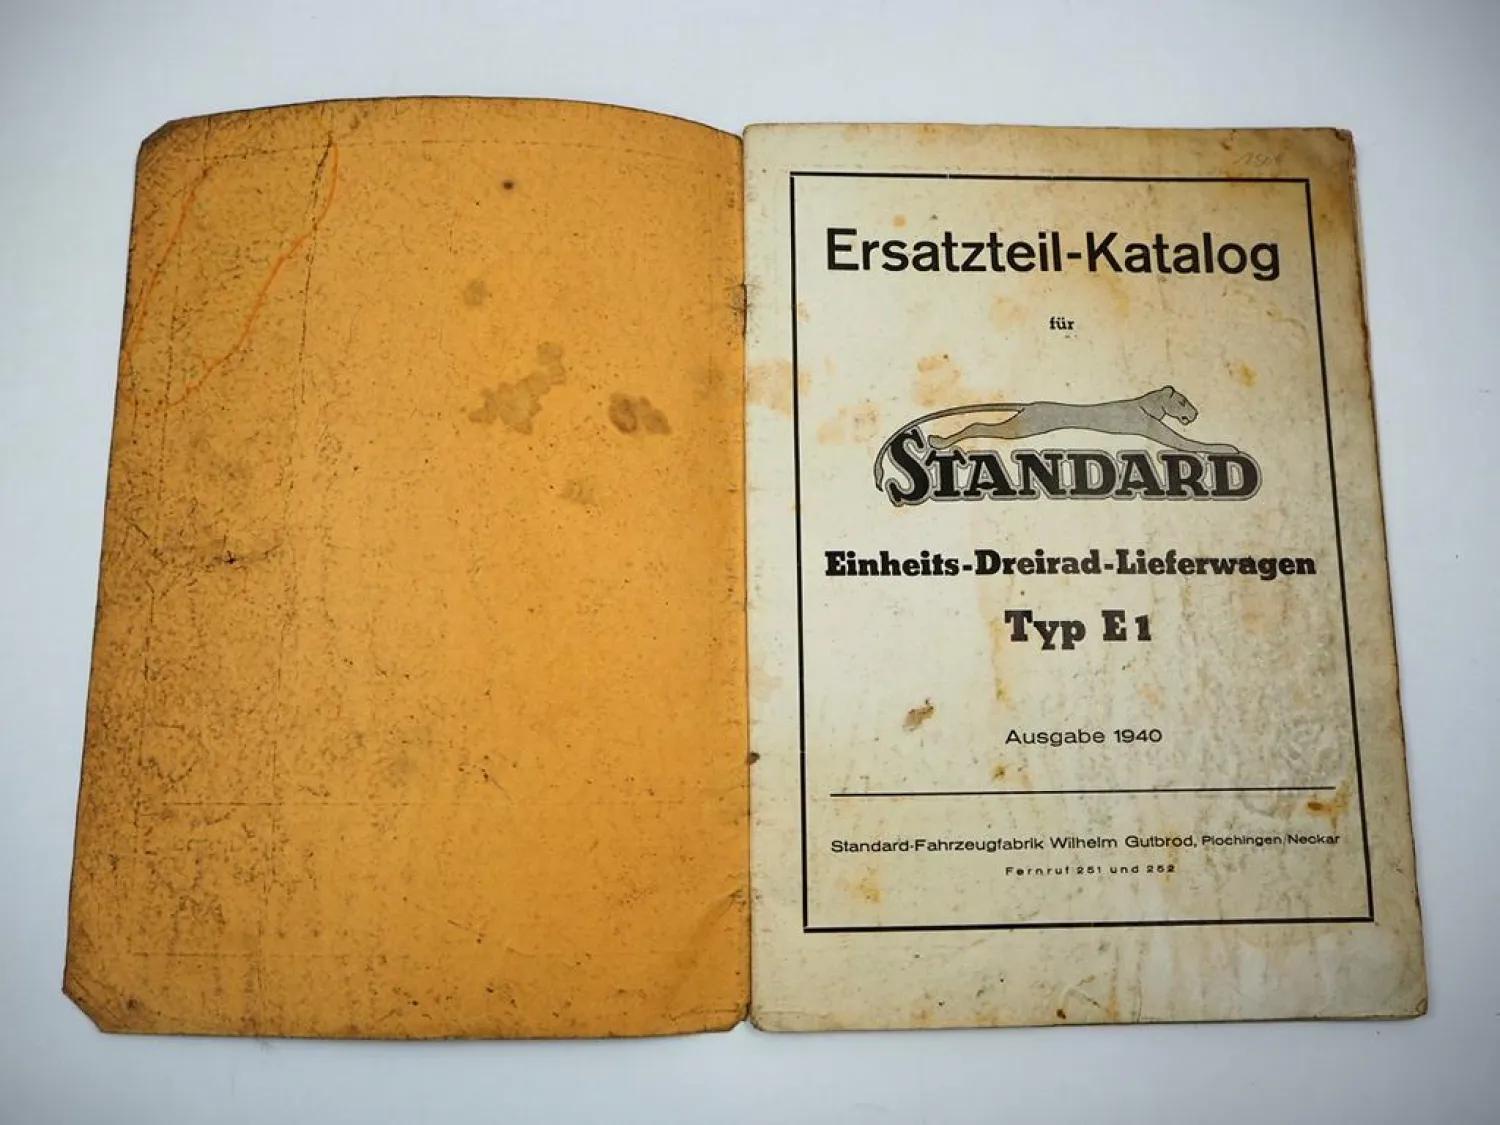 Ersatzteil-Katalog
für
STANDARD
Einheits-Dreirad-Lieferwagen
Typ E 1
Ausgabe 1940
Standard-Fahrzeugfabrik Wilhelm Gutbrod, Plochingen/Neckar
Fernruf 251 und 252